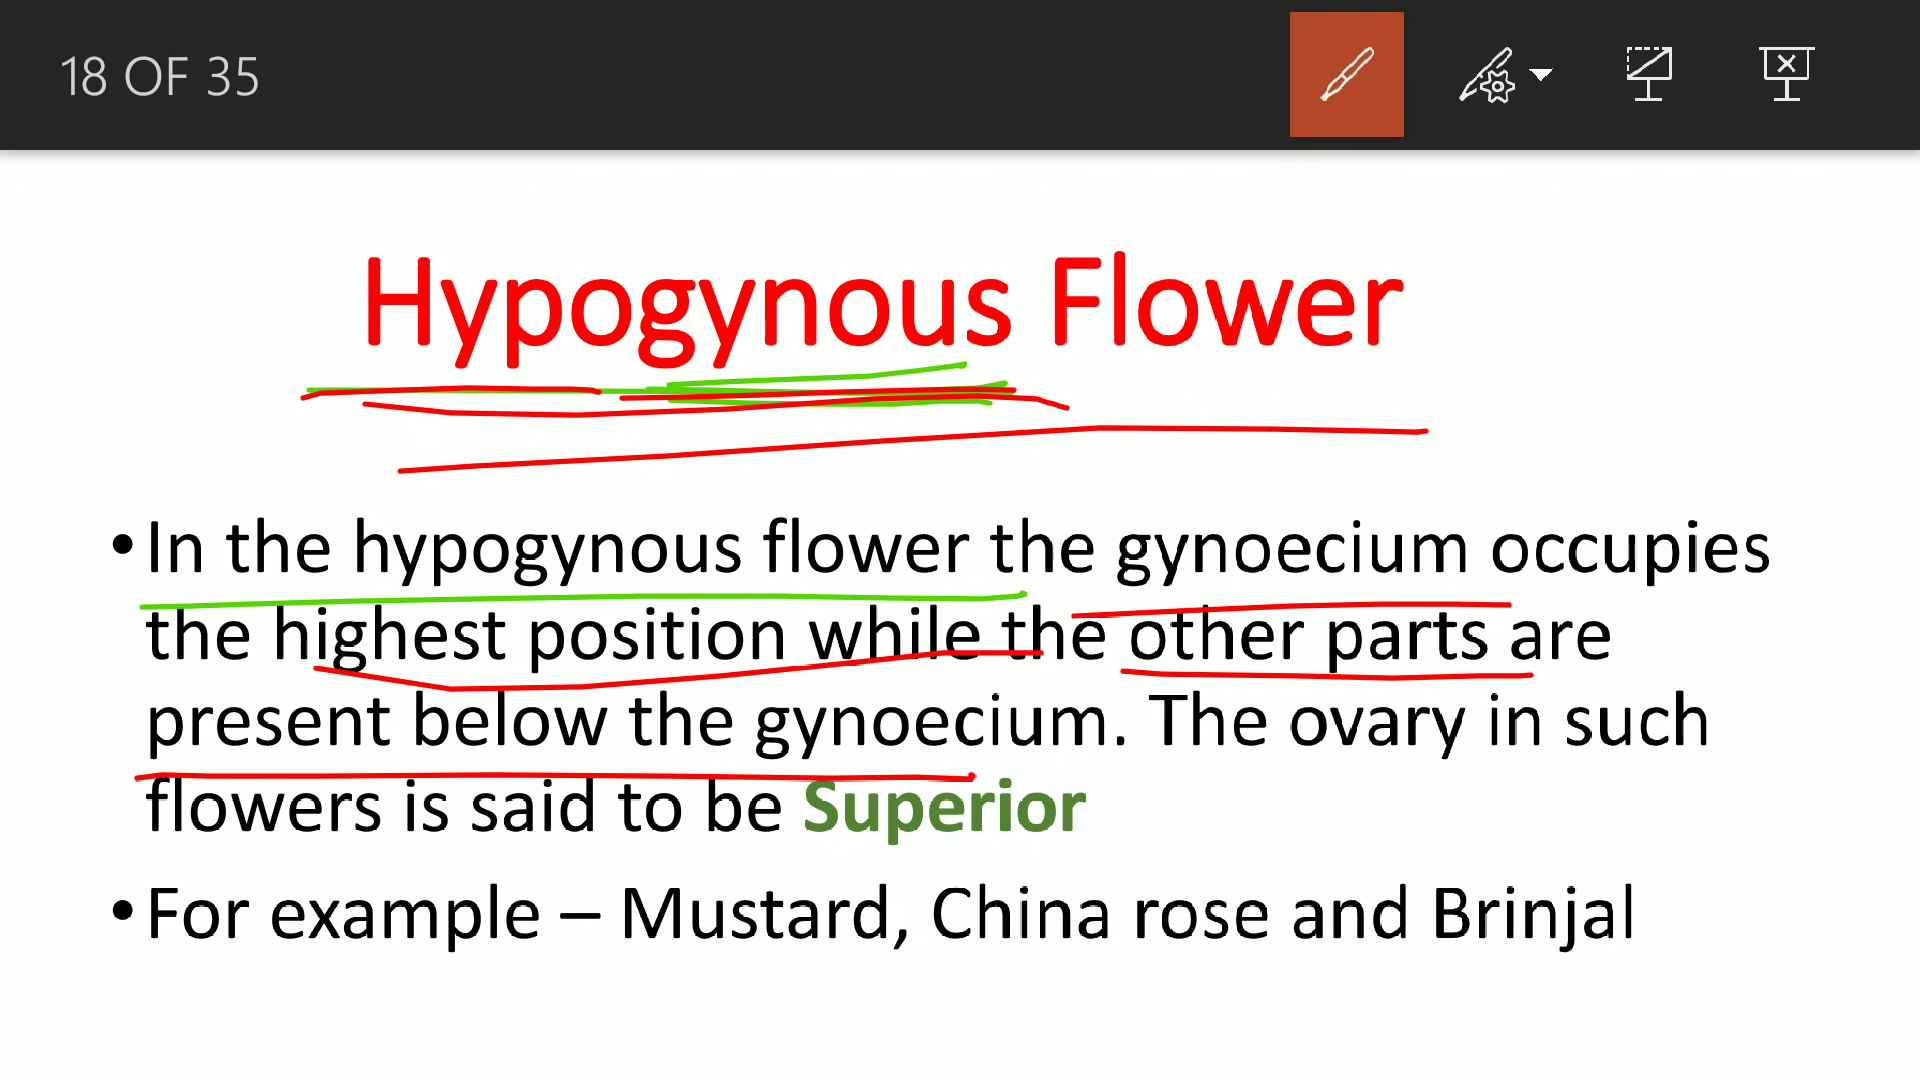 18 OF 35
Hypogynous Flower
•In the hypogynous flower the gynoecium occupies
the highest position while the other parts are
present below the gynoecium. The ovary in such
flowers is said to be Superior
•For example – Mustard, China rose and Brinjal